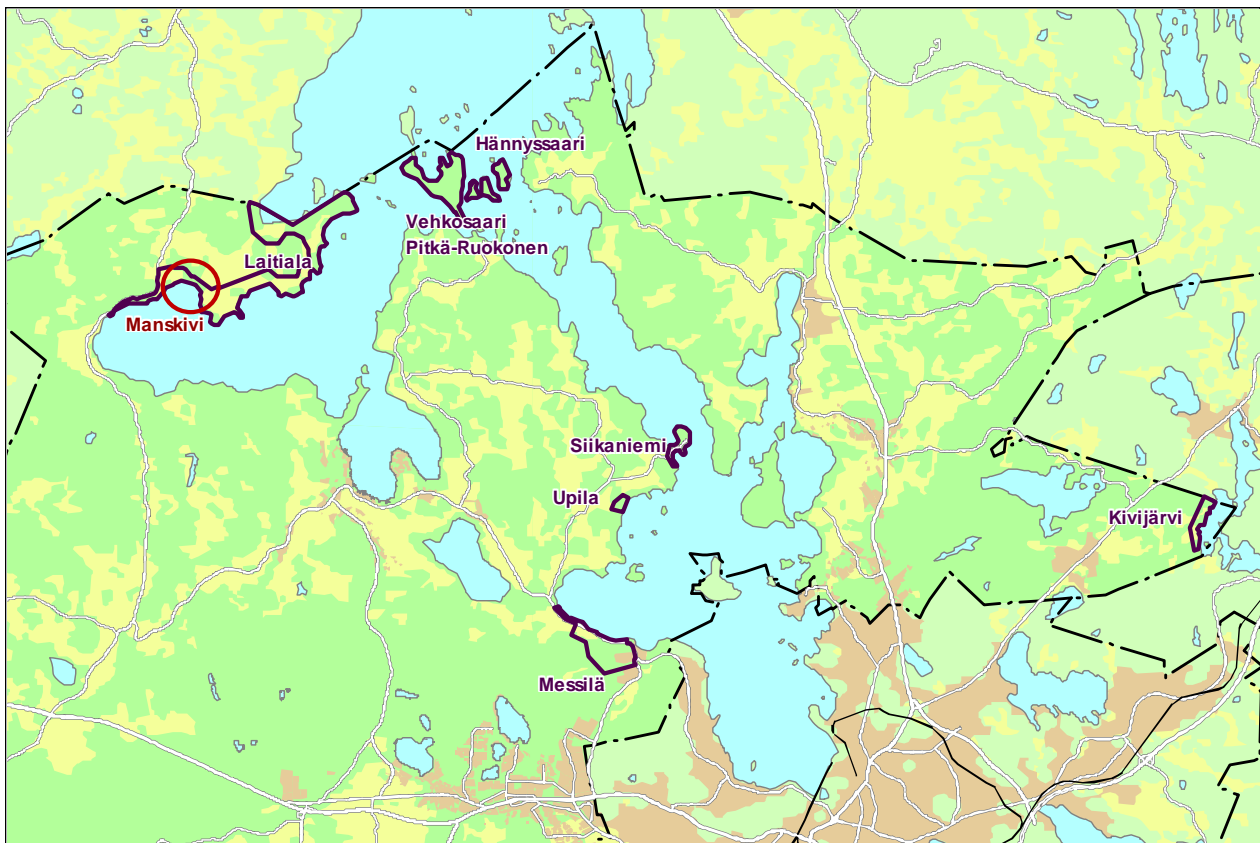 Hännyssaari
Vehkosaari
Pitkä-Ruokonen
Laitiala
Manskivi
Siikaniemi
Upila
Kivijärvi
Messilä